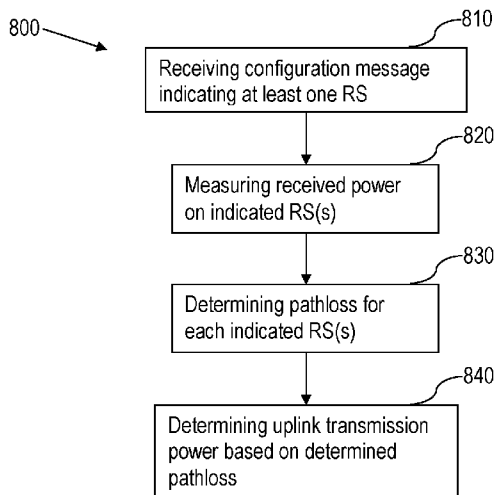 800
810
Receiving configuration message
indicating at least one RS
820
Measuring received power
on indicated RS(s)
830
Determining pathloss for
each indicated RS(s)
840
Determining uplink transmission
power based on determined
pathloss